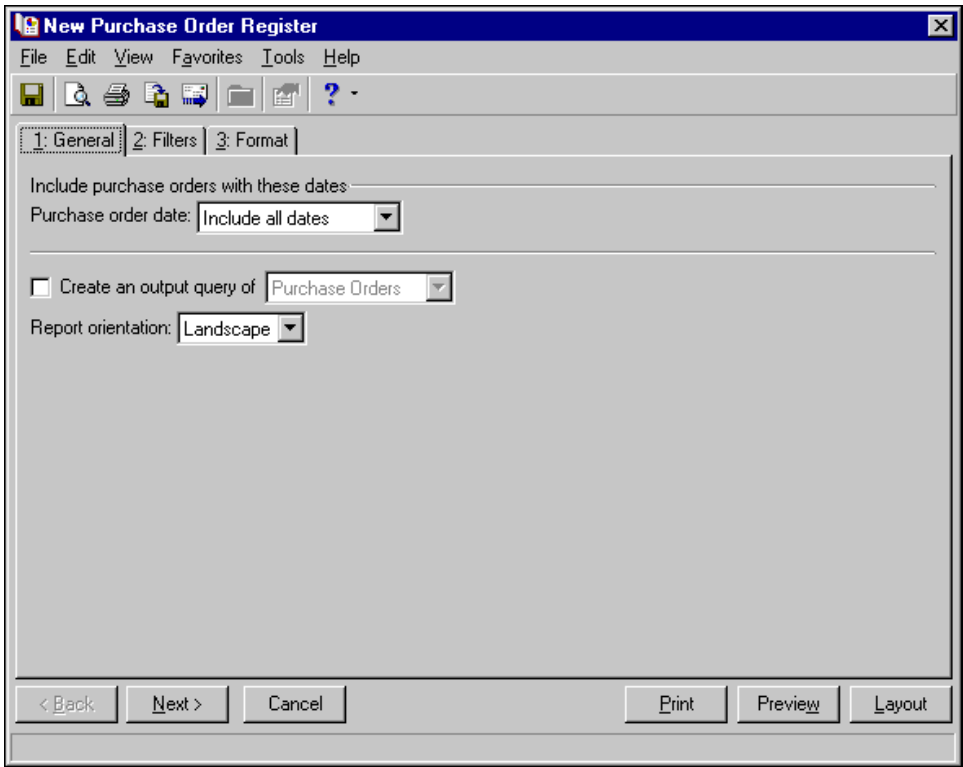 New Purchase Order Register
File Edit View Favorites Tools Help
?
1: General 2: Filters 3: Format
Include purchase orders with these dates
Purchase order date: Include all dates
Create an output query of Purchase Orders
Report orientation: Landscape
< Back Next > Cancel Print Preview Layout